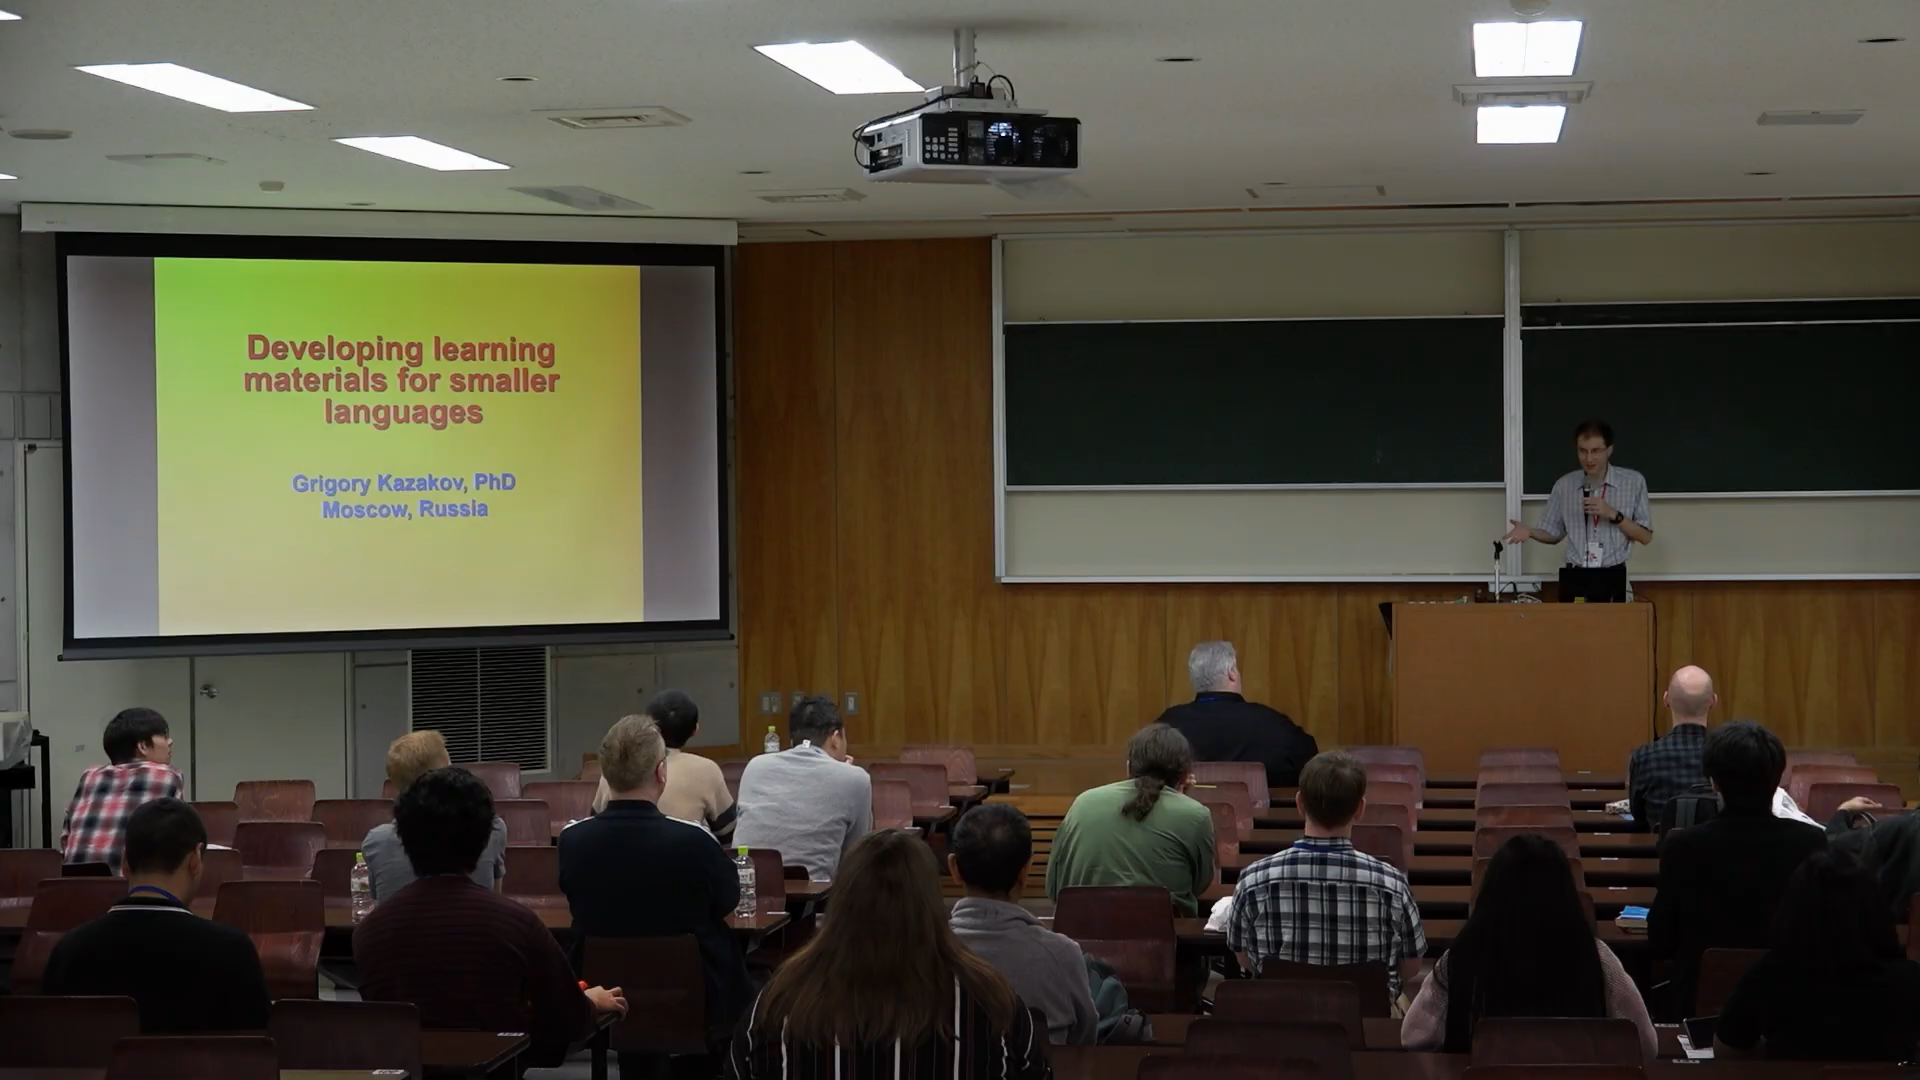 Developing learning
materials for smaller
languages
Grigory Kazakov, PhD
Moscow, Russia